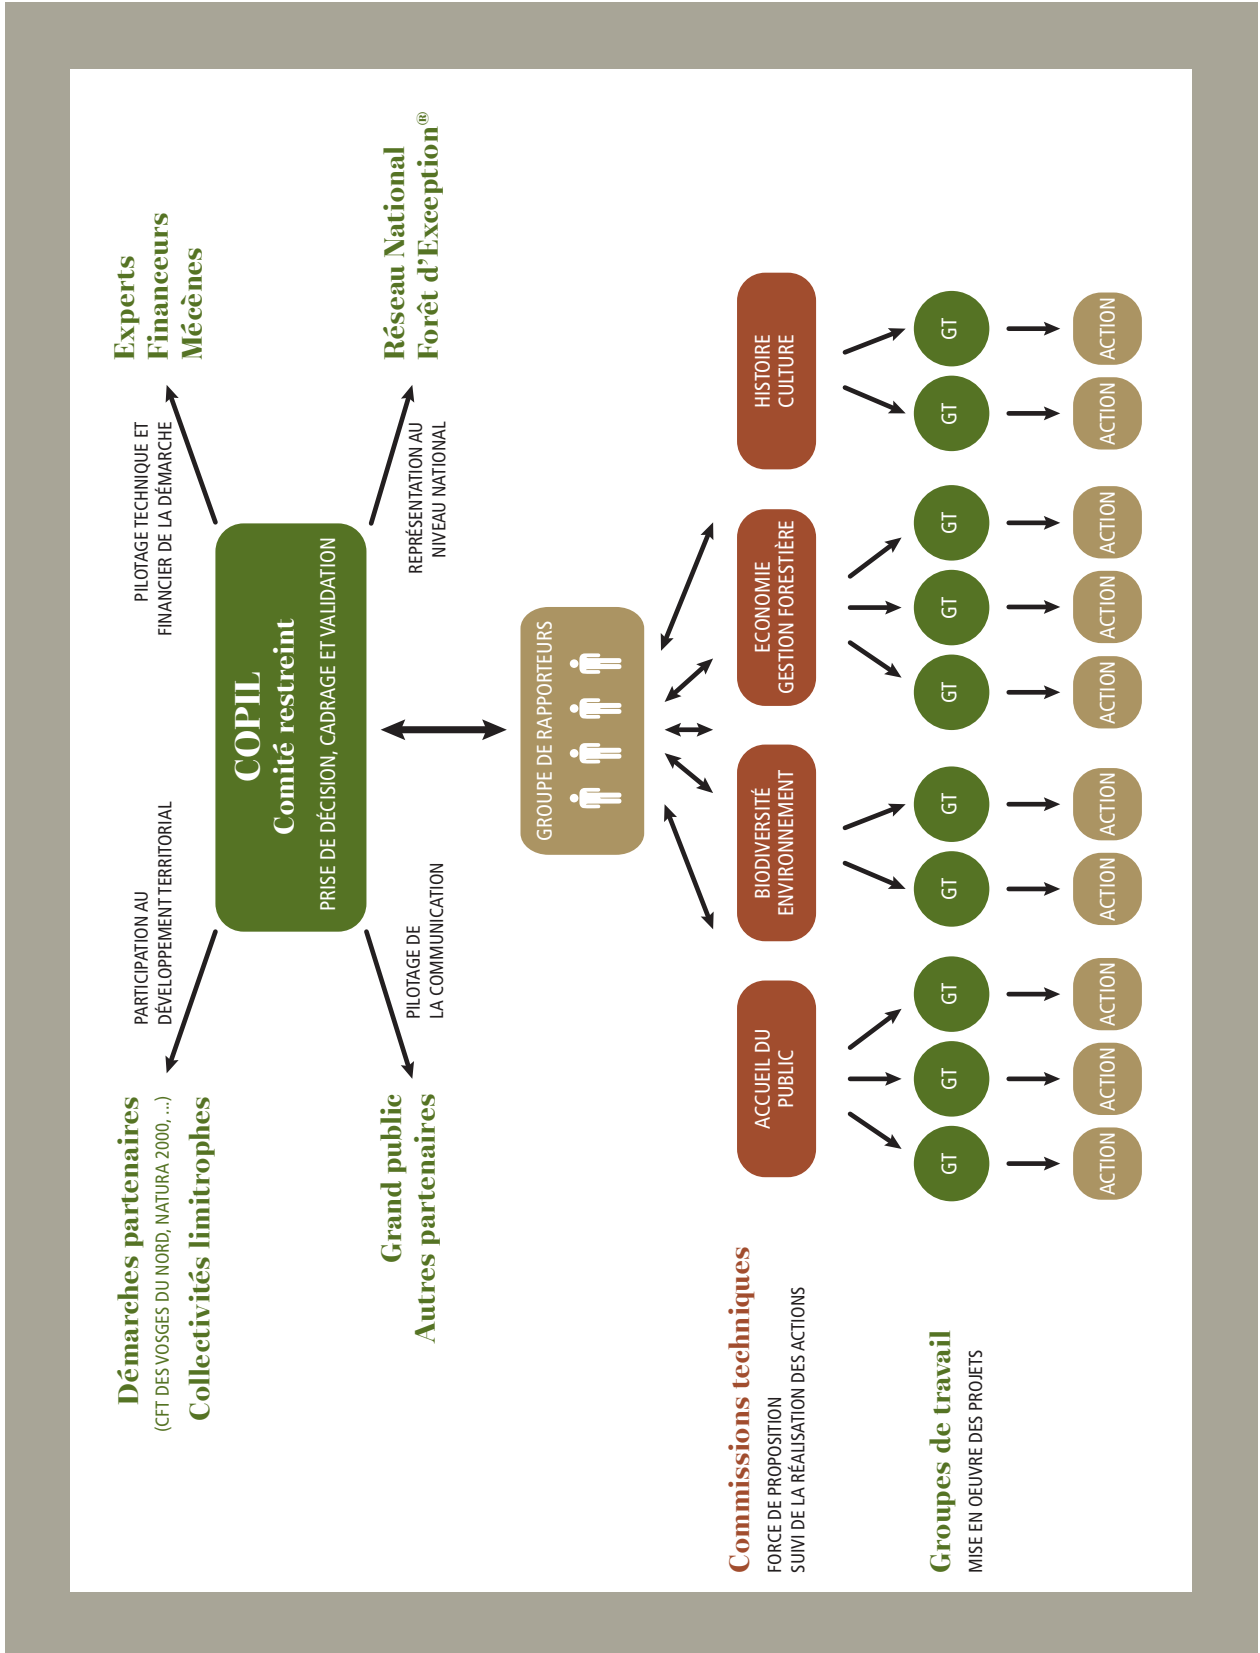 Démarches partenaires
(CFT DES VOSGES DU NORD, NATURA 2000, ...)
Collectivités limitrophes
PARTICIPATION AU
DÉVELOPPEMENT TERRITORIAL
PILOTAGE TECHNIQUE ET
FINANCIER DE LA DÉMARCHE
Experts
Financeurs
Mécènes
COPIL
Comité restreint
PRISE DE DÉCISION, CADRAGE ET VALIDATION
Grand public
Autres partenaires
PILOTAGE DE
LA COMMUNICATION
REPRÉSENTATION AU
NIVEAU NATIONAL
Réseau National
Forêt d'Exception®
GROUPE DE RAPPORTEURS
Commissions techniques
FORCE DE PROPOSITION
SUIVI DE LA RÉALISATION DES ACTIONS
ACCUEIL DU
PUBLIC
BIODIVERSITÉ
ENVIRONNEMENT
ECONOMIE
GESTION FORESTIÈRE
HISTOIRE
CULTURE
Groupes de travail
MISE EN OEUVRE DES PROJETS
GT
GT
GT
GT
GT
GT
GT
GT
GT
GT
ACTION
ACTION
ACTION
ACTION
ACTION
ACTION
ACTION
ACTION
ACTION
ACTION